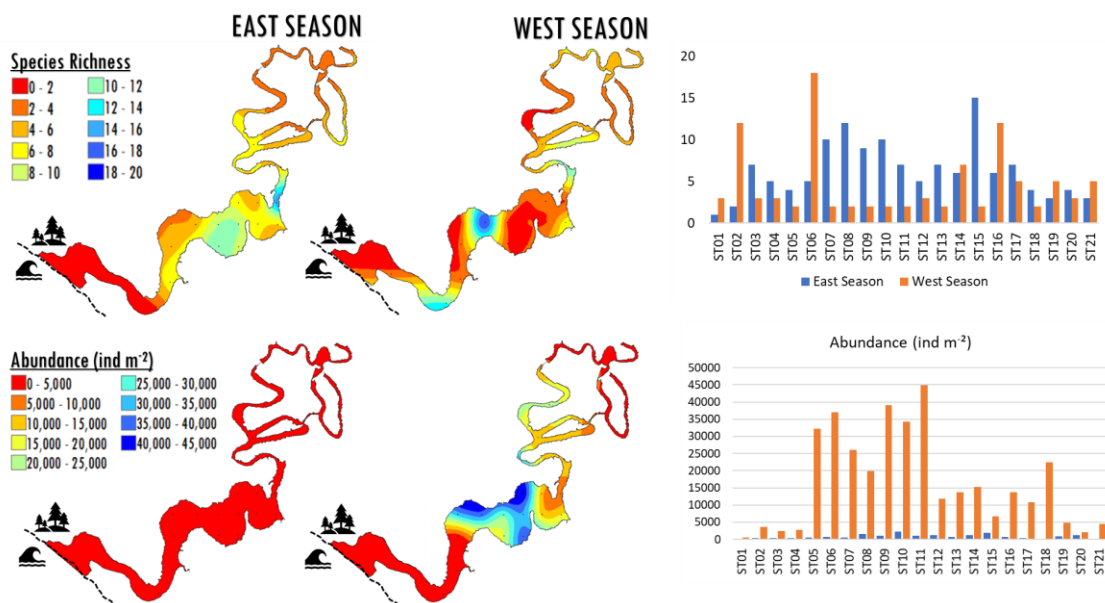 EAST SEASON
WEST SEASON
Species Richness
0 - 2
2 - 4
4 - 6
6 - 8
8 - 10
10 - 12
12 - 14
14 - 16
16 - 18
18 - 20
20
15
10
5
0
ST01 ST02 ST03 ST04 ST05 ST06 ST07 ST08 ST09 ST10 ST11 ST12 ST13 ST14 ST15 ST16 ST17 ST18 ST19 ST20 ST21
East Season West Season
Abundance (ind m⁻²)
0 - 5,000
5,000 - 10,000
10,000 - 15,000
15,000 - 20,000
20,000 - 25,000
25,000 - 30,000
30,000 - 35,000
35,000 - 40,000
40,000 - 45,000
Abundance (ind m⁻²)
50000
45000
40000
35000
30000
25000
20000
15000
10000
5000
0
ST01 ST02 ST03 ST04 ST05 ST06 ST07 ST08 ST09 ST10 ST11 ST12 ST13 ST14 ST15 ST16 ST17 ST18 ST19 ST20 ST21